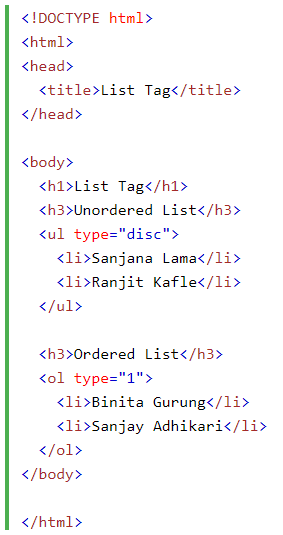 <!DOCTYPE html>
<html>
<head>
  <title>List Tag</title>
</head>

<body>
  <h1>List Tag</h1>
  <h3>Unordered List</h3>
  <ul type="disc">
    <li>Sanjana Lama</li>
    <li>Ranjit Kafle</li>
  </ul>

  <h3>Ordered List</h3>
  <ol type="1">
    <li>Binita Gurung</li>
    <li>Sanjay Adhikari</li>
  </ol>
</body>

</html>